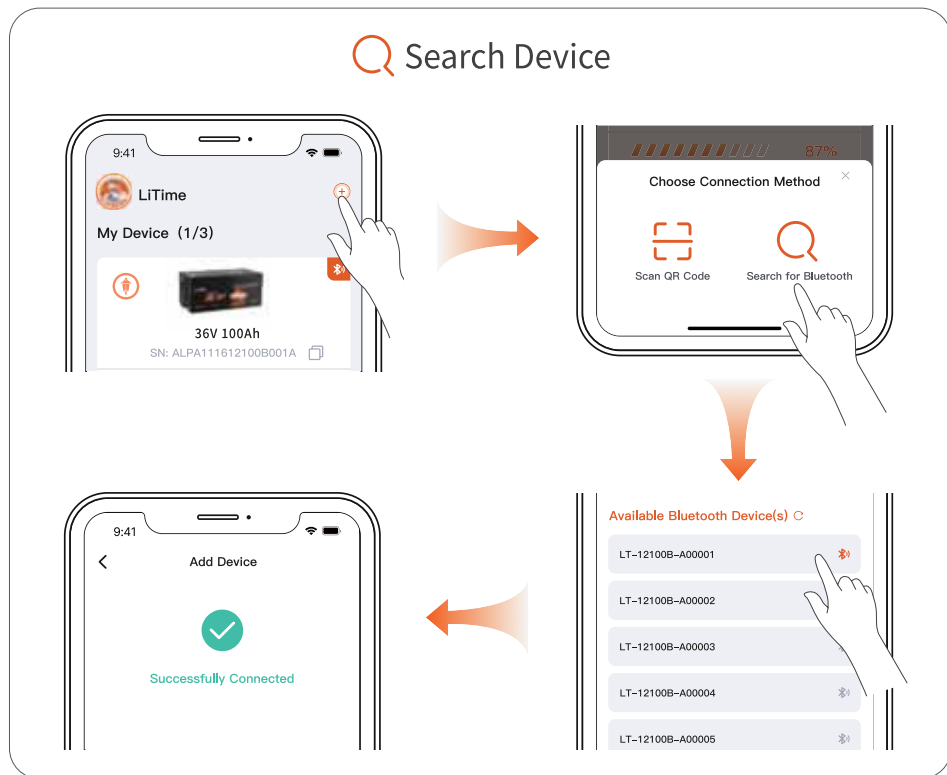 Search Device
9:41
LiTime
My Device (1/3)
36V 100Ah
SN: ALPA111612100B001A
87%
Choose Connection Method
Scan QR Code
Search for Bluetooth
Available Bluetooth Device(s)
LT-12100B-A00001
LT-12100B-A00002
LT-12100B-A00003
LT-12100B-A00004
LT-12100B-A00005
9:41
Add Device
Successfully Connected